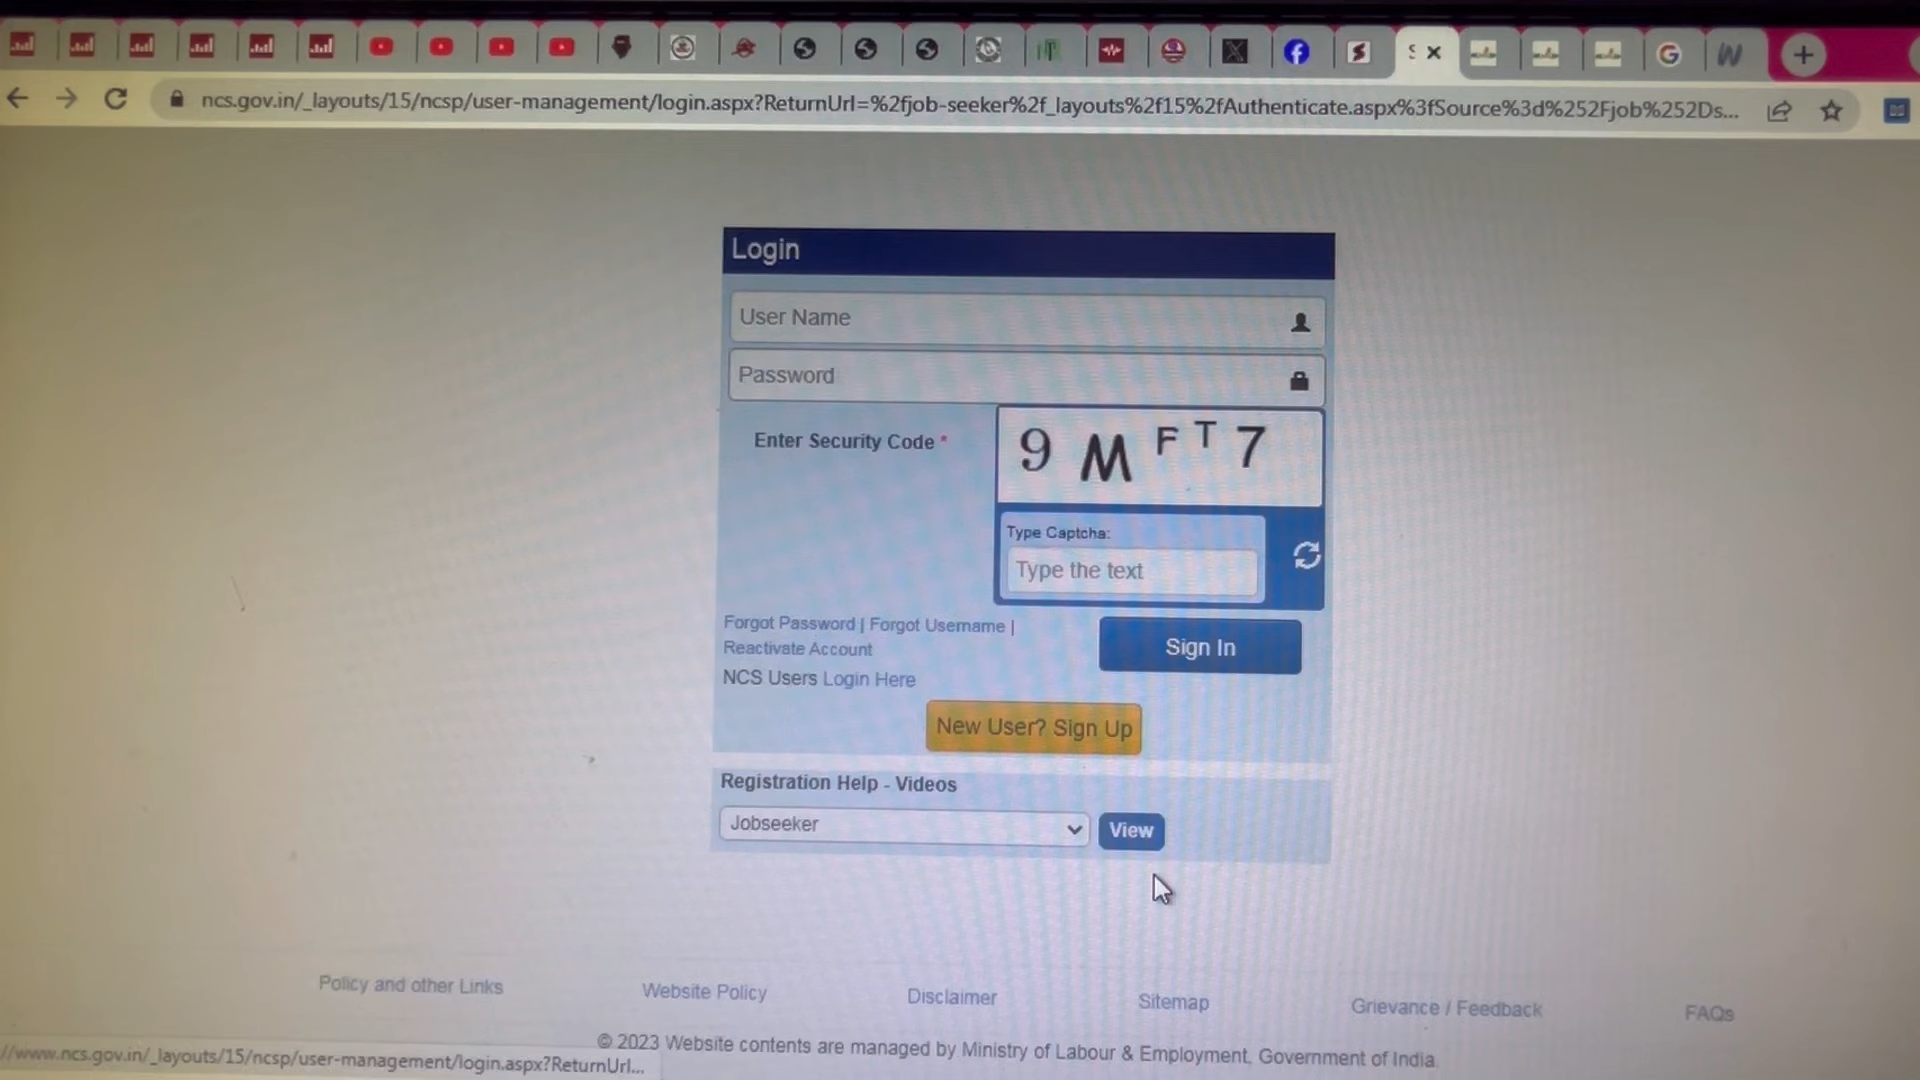 ncs.gov.in/_layouts/15/ncsp/user-management/login.aspx?ReturnUrl=%2fjob-seeker%2f_layouts%2f15%2fAuthenticate.aspx%3fSource%3d%252Fjob%252Ds...
Login
User Name
Password
Enter Security Code *
9 M F T 7
Type Captcha:
Type the text
Forgot Password | Forgot Username |
Reactivate Account
Sign In
NCS Users Login Here
New User? Sign Up
Registration Help - Videos
Jobseeker
View
Policy and other Links
Website Policy
Disclaimer
Sitemap
Grievance / Feedback
FAQs
© 2023 Website contents are managed by Ministry of Labour & Employment, Government of India
//www.ncs.gov.in/_layouts/15/ncsp/user-management/login.aspx?ReturnUrl...